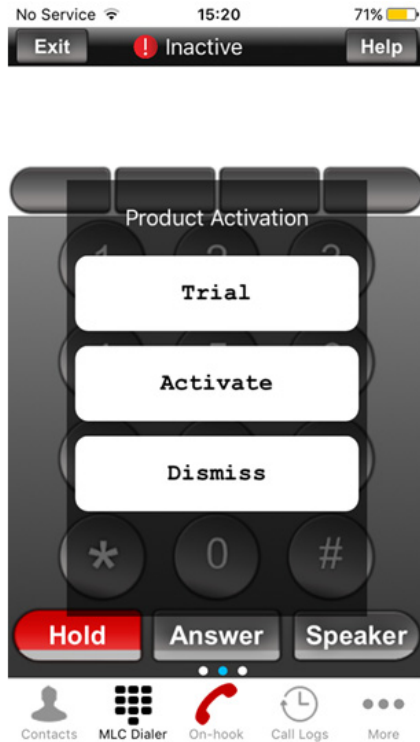 No Service 15:20 71%
Exit ! Inactive Help
Product Activation
Trial
Activate
Dismiss
* 0 #
Hold Answer Speaker
Contacts MLC Dialer On-hook Call Logs More